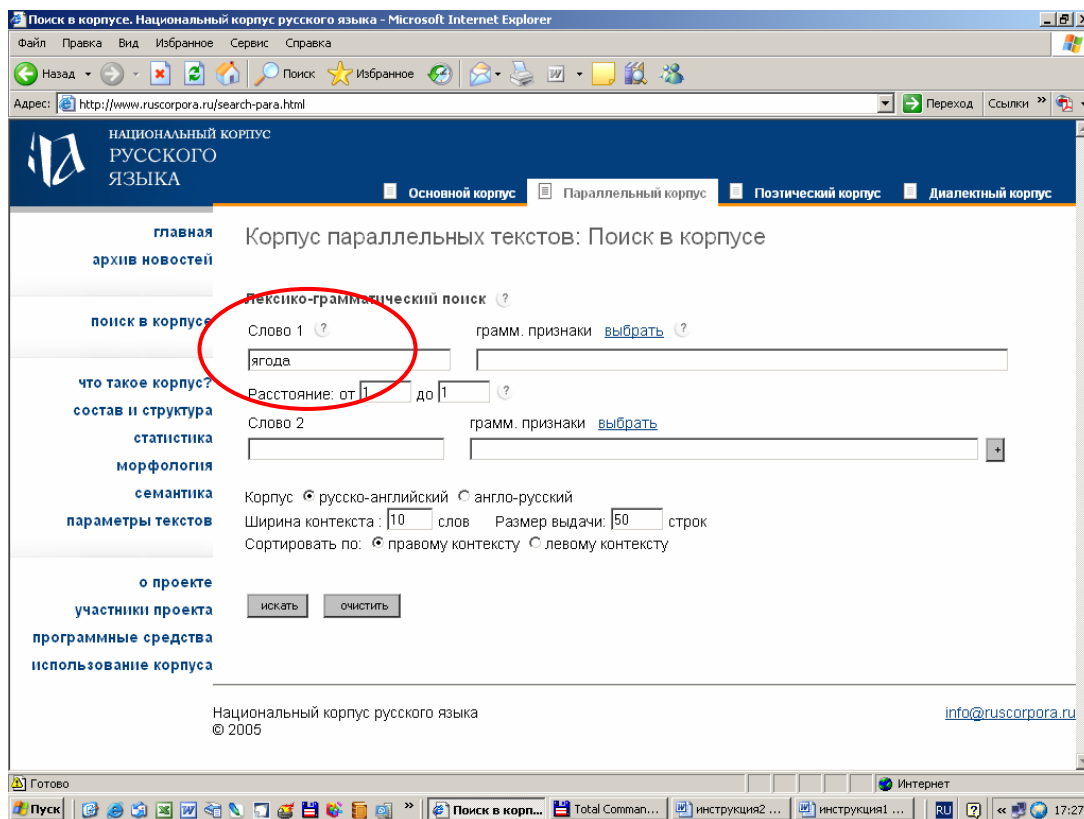 Поиск в корпусе. Национальный корпус русского языка - Microsoft Internet Explorer
Файл Правка Вид Избранное Сервис Справка
Назад Поиск Избранное
Адрес: http://www.ruscorpora.ru/search-para.html Переход Ссылки »
НАЦИОНАЛЬНЫЙ КОРПУС
РУССКОГО
ЯЗЫКА
Основной корпус Параллельный корпус Поэтический корпус Диалектный корпус
главная
архив новостей
поиск в корпусе
что такое корпус?
состав и структура
статистика
морфология
семантика
параметры текстов
о проекте
участники проекта
программные средства
использование корпуса
Корпус параллельных текстов: Поиск в корпусе
Лексико-грамматический поиск ?
Слово 1 ? грамм. признаки выбрать ?
ягода
Расстояние: от 1 до 1 ?
Слово 2 грамм. признаки выбрать
+
Корпус русско-английский англо-русский
Ширина контекста : 10 слов Размер выдачи: 50 строк
Сортировать по: правому контексту левому контексту
искать очистить
Национальный корпус русского языка
© 2005
info@ruscorpora.ru
Готово Интернет
Пуск » Поиск в корп... Total Comman... инструкция2 ... инструкция1 ... RU ? « 17:27